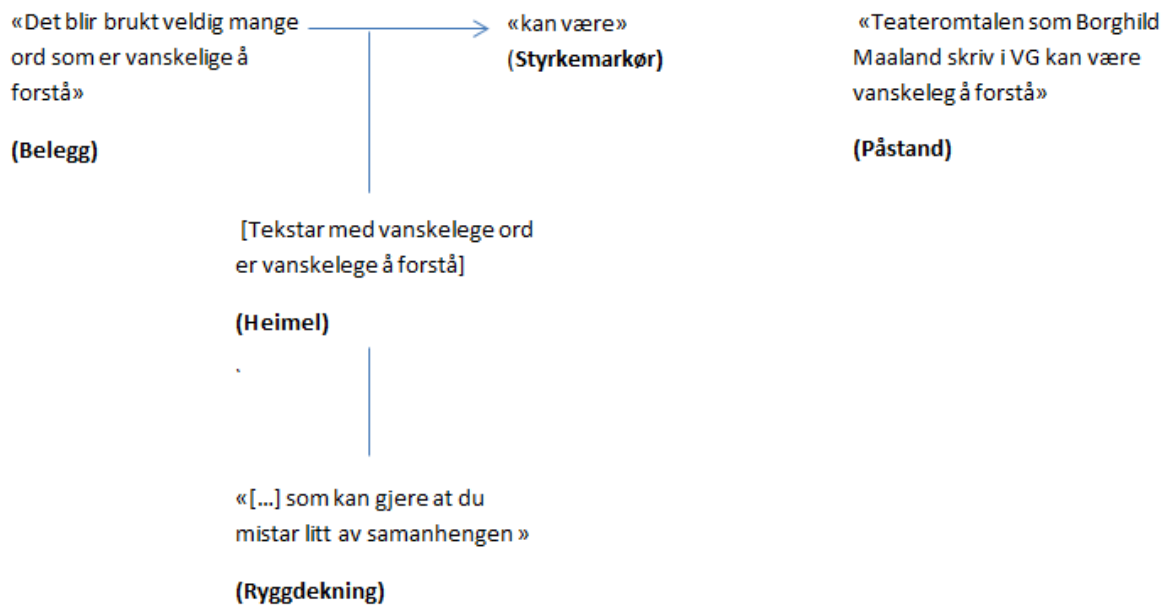 «Det blir brukt veldig mange
ord som er vanskelige å
forstå»
(Belegg)
«kan være»
(Styrkemarkør)
«Teateromtalen som Borghild
Maaland skriv i VG kan være
vanskeleg å forstå»
(Påstand)
[Tekstar med vanskelege ord
er vanskelege å forstå]
(Heimel)
«[...] som kan gjere at du
mistar litt av samanhengen »
(Ryggdekning)